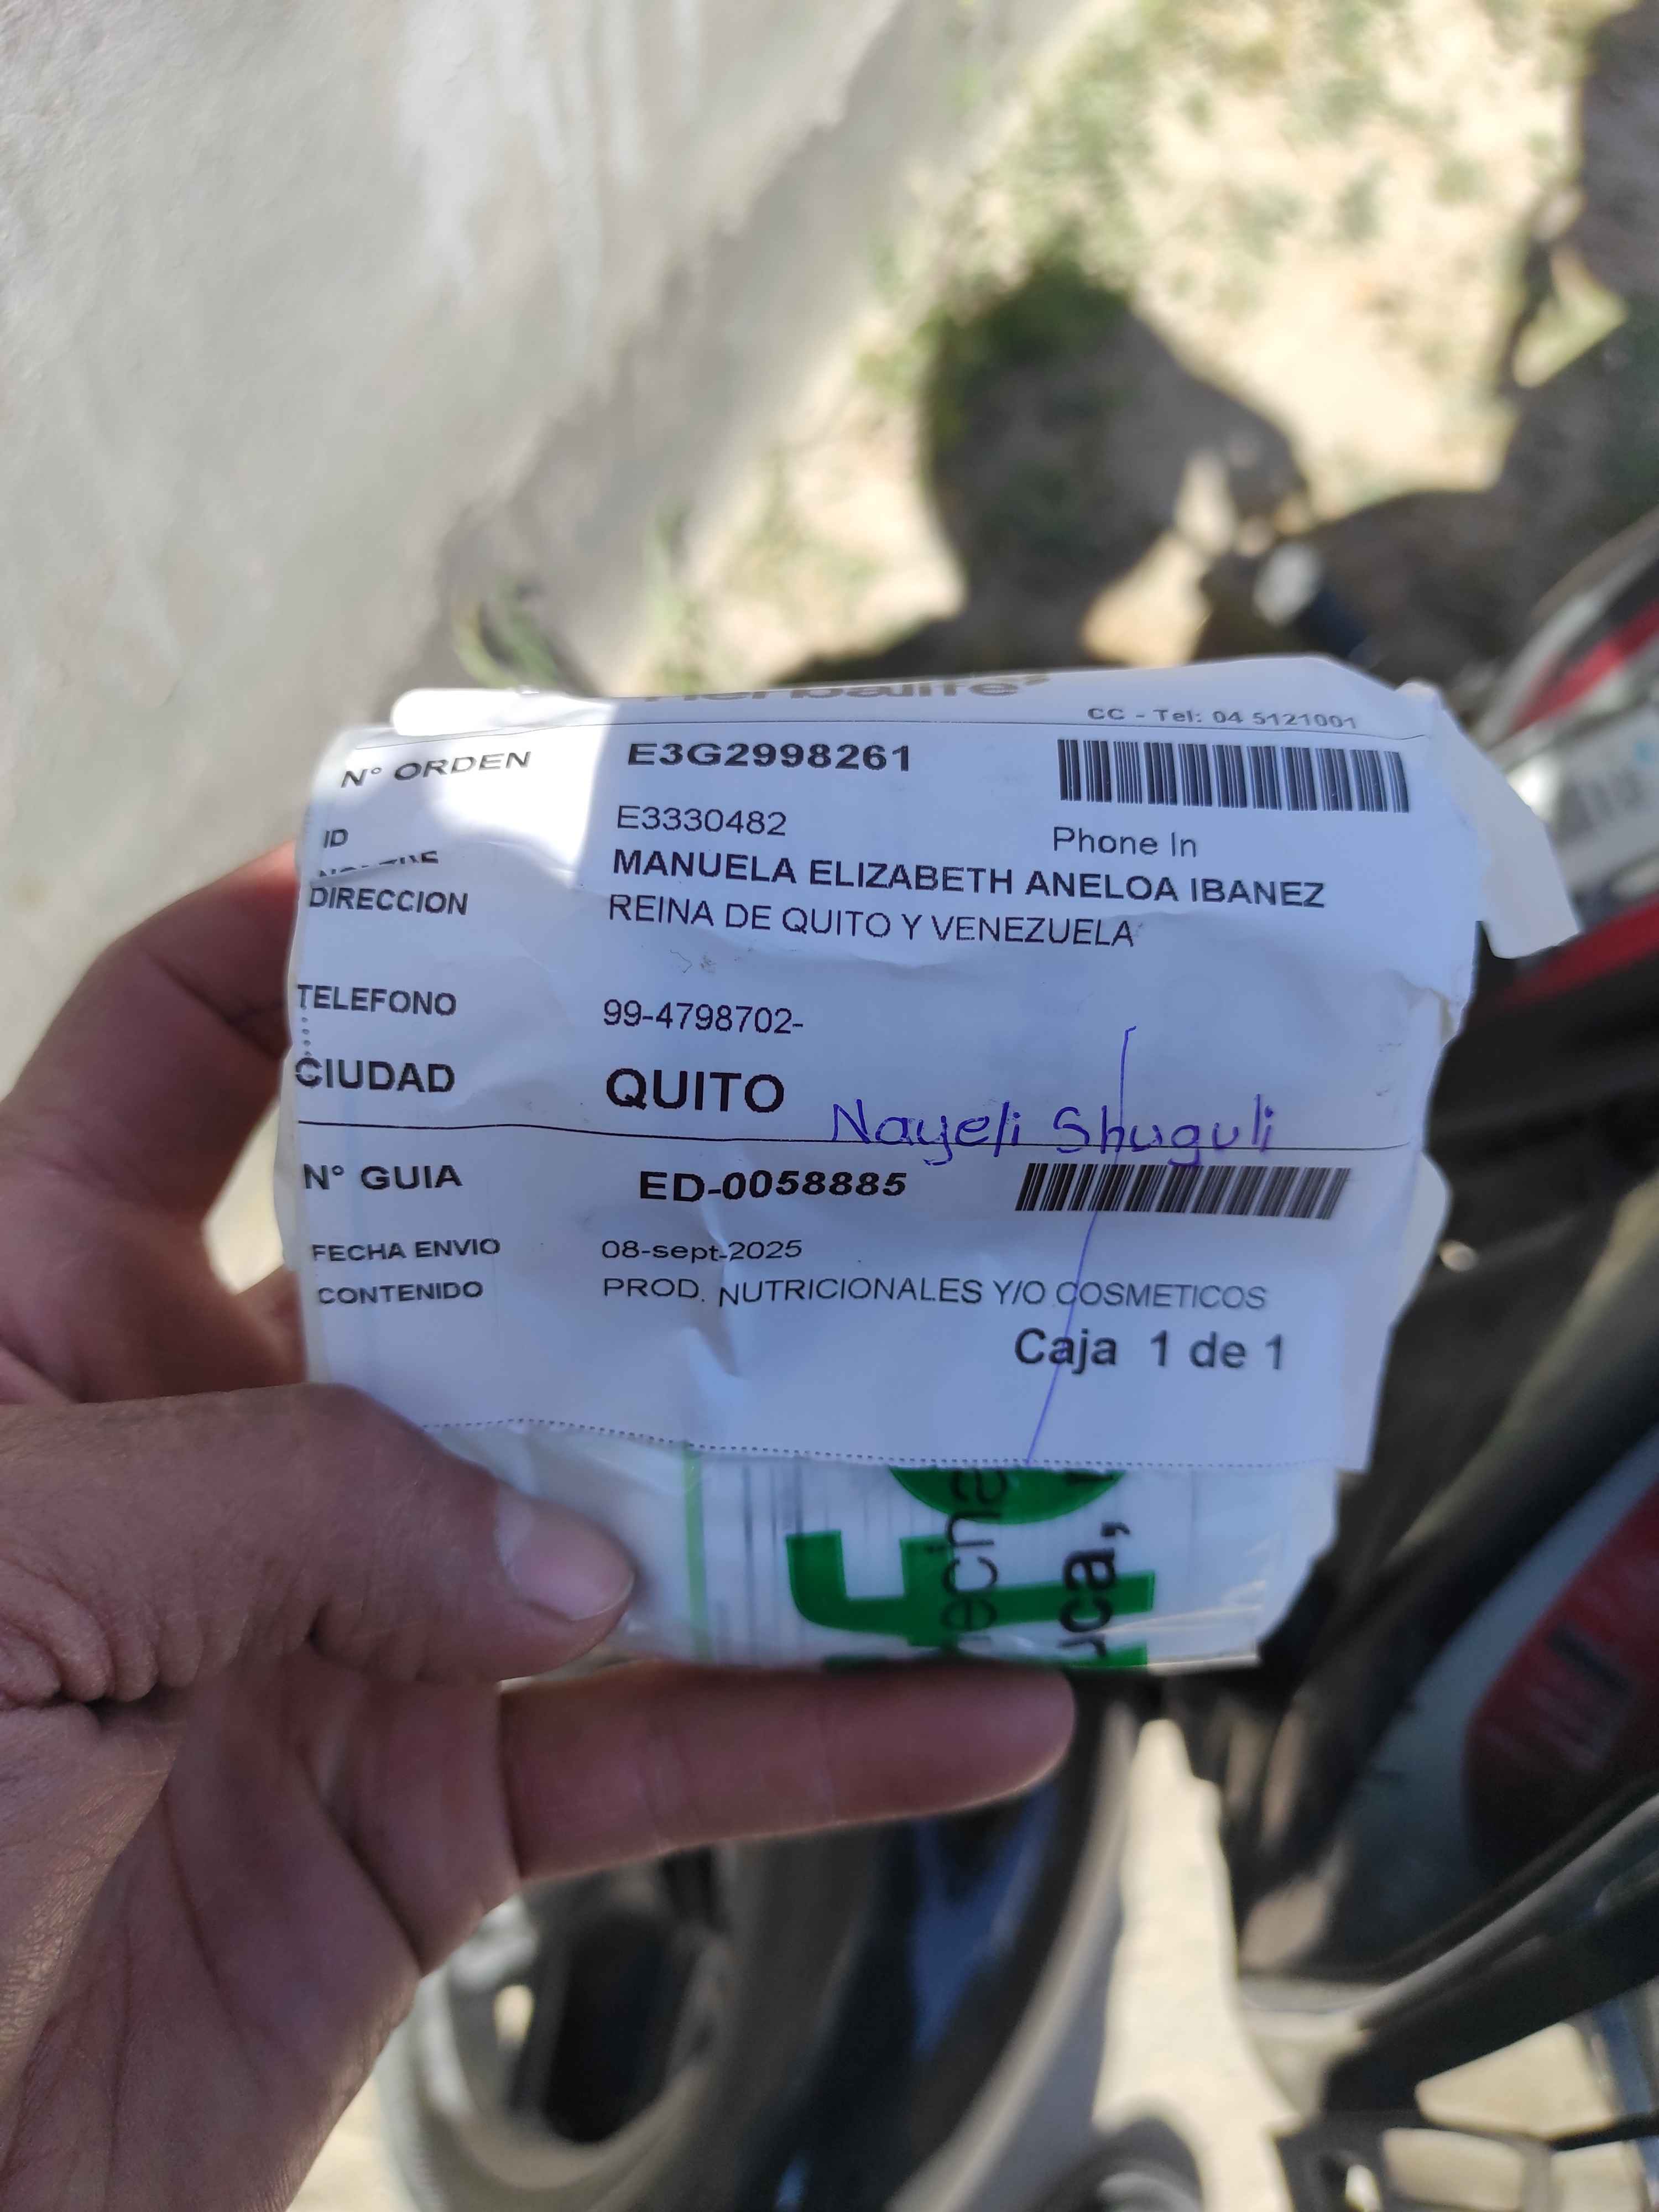 CC - Tel: 04 5121001
N° ORDEN E3G2998261
ID E3330482 Phone In
MANUELA ELIZABETH ANELOA IBANEZ
DIRECCION REINA DE QUITO Y VENEZUELA
TELEFONO 99-4798702-
CIUDAD QUITO
Nayeli Shuguli
N° GUIA ED-0058885
FECHA ENVIO 08-sept-2025
CONTENIDO PROD. NUTRICIONALES Y/O COSMETICOS
Caja 1 de 1